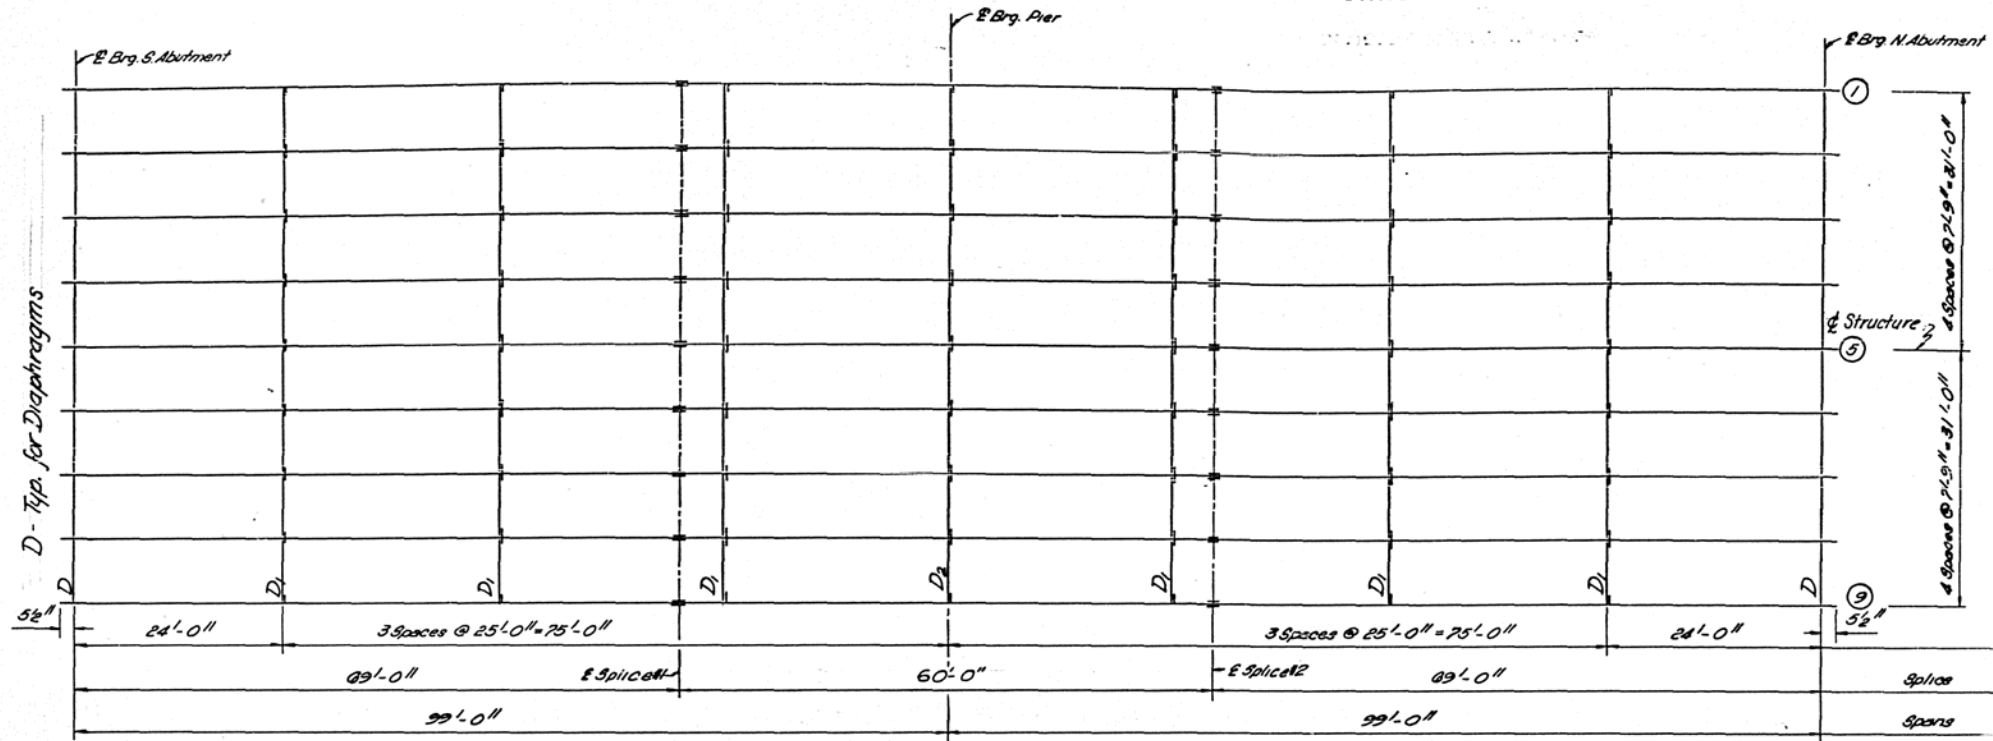 ℄ Brg. Pier
℄ Brg. S. Abutment
℄ Brg. N. Abutment
1
4 Spaces @ 7'-9" = 31'-0"
℄ Structure
5
4 Spaces @ 7'-9" = 31'-0"
D - Typ. for Diaphragms
D
D1
D1
D1
D2
D1
D1
D1
D
9
5½"
24'-0"
3 Spaces @ 25'-0" = 75'-0"
3 Spaces @ 25'-0" = 75'-0"
24'-0"
5½"
69'-0"
℄ Splice #1
60'-0"
℄ Splice #2
69'-0"
Splice
99'-0"
99'-0"
Spans